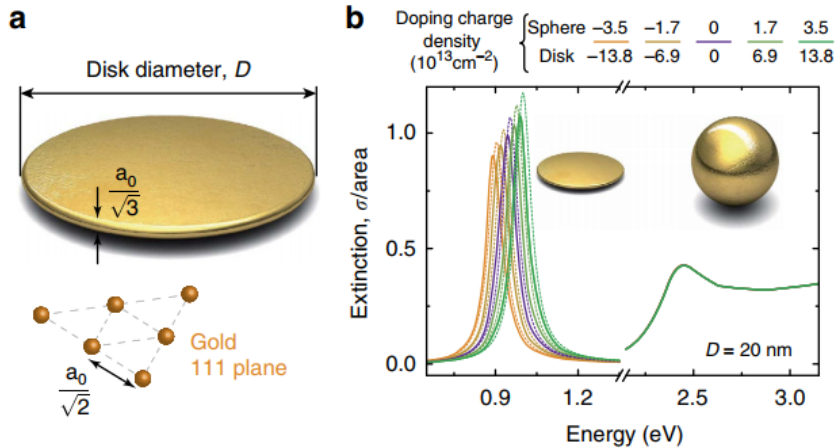 a
Disk diameter, D
a0
√3
Gold
111 plane
a0
√2
b
Doping charge
density
(10^13 cm^−2)
Sphere −3.5 −1.7 0 1.7 3.5
Disk −13.8 −6.9 0 6.9 13.8
Extinction, σ/area
1.0
0.5
0.0
D = 20 nm
0.9 1.2 2.5 3.0
Energy (eV)